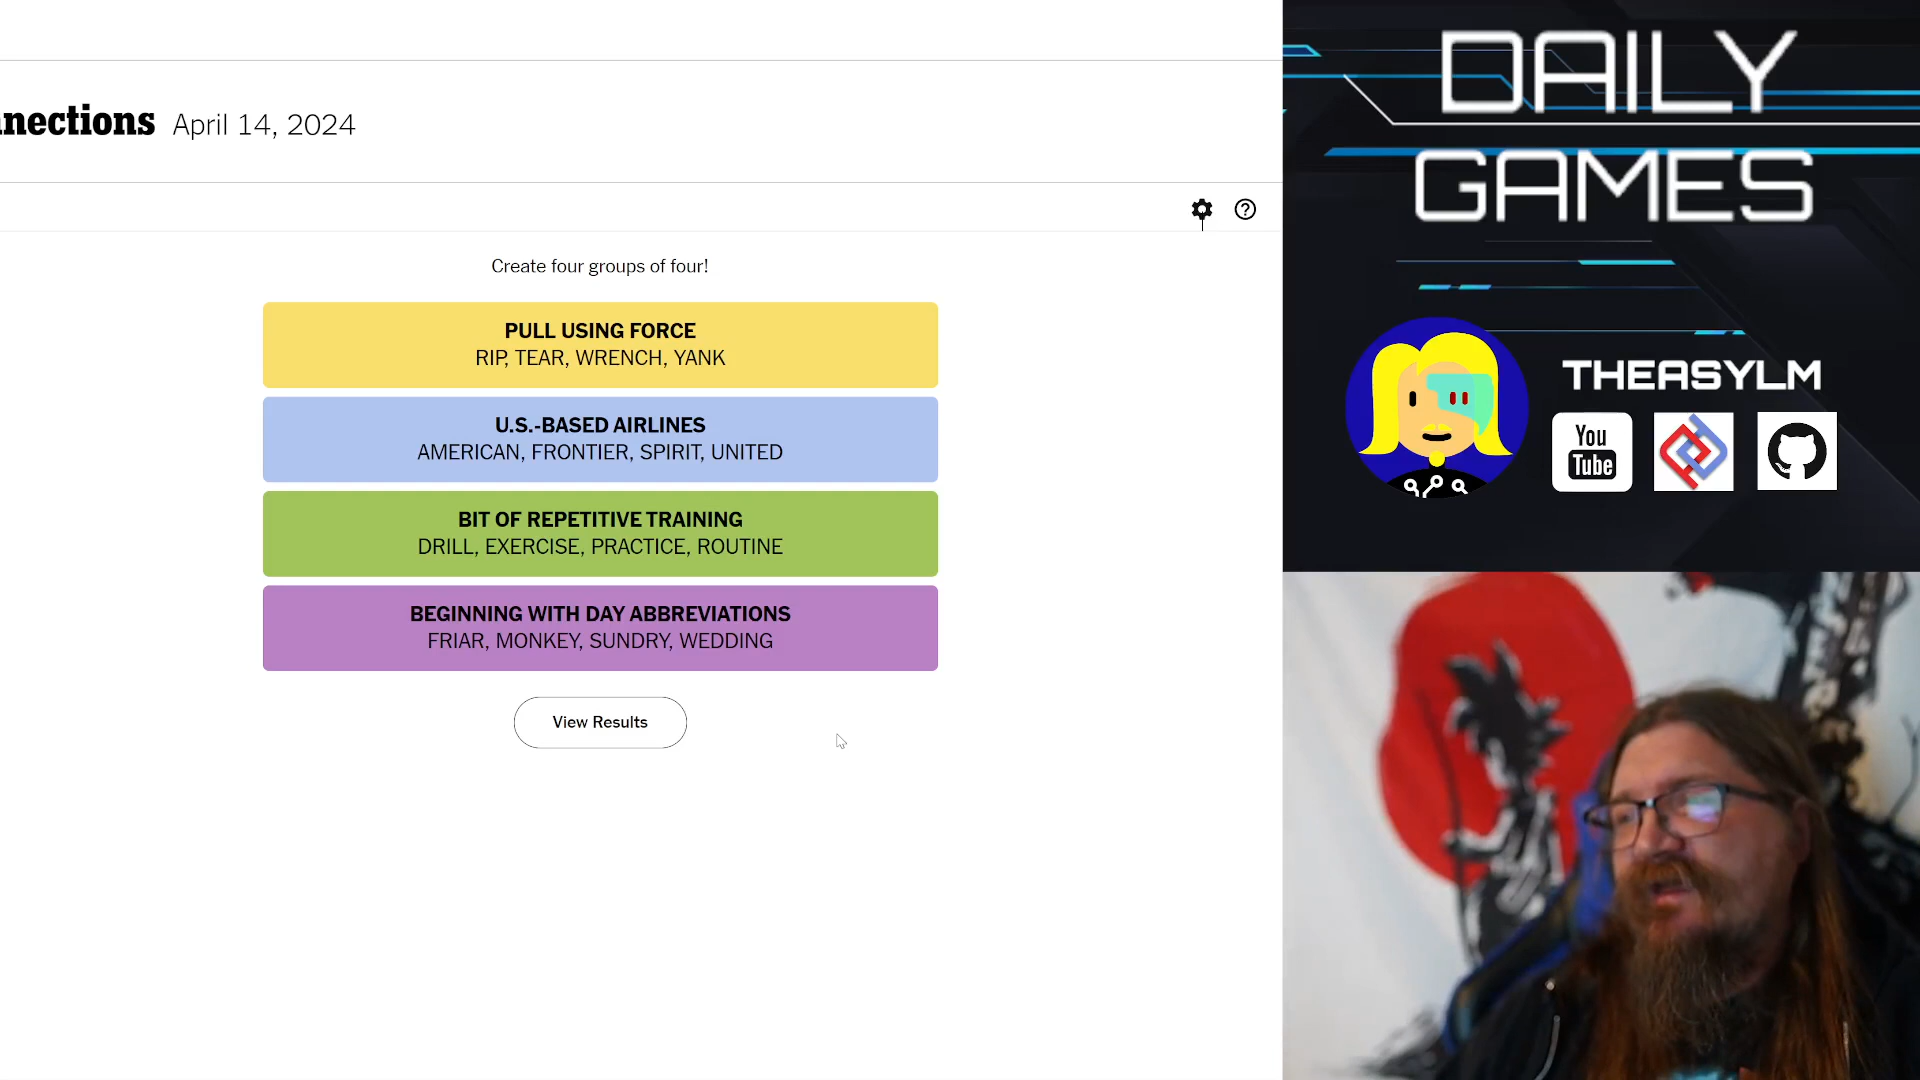 nnections April 14, 2024
Create four groups of four!
PULL USING FORCE
RIP, TEAR, WRENCH, YANK
U.S.-BASED AIRLINES
AMERICAN, FRONTIER, SPIRIT, UNITED
BIT OF REPETITIVE TRAINING
DRILL, EXERCISE, PRACTICE, ROUTINE
BEGINNING WITH DAY ABBREVIATIONS
FRIAR, MONKEY, SUNDRY, WEDDING
View Results
DAILY
GAMES
THEASYLM
You
Tube